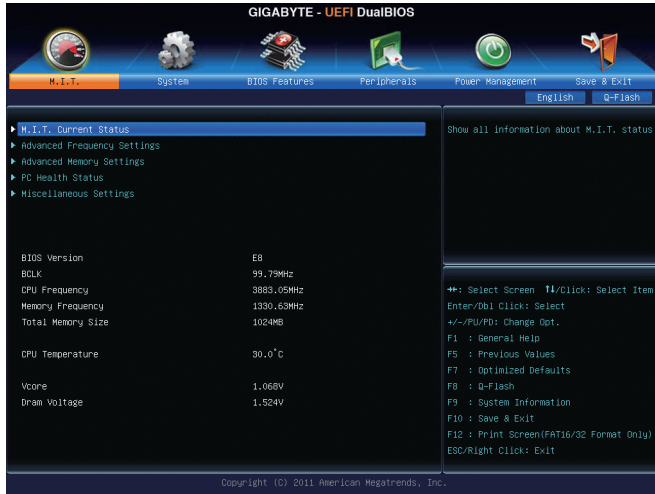 GIGABYTE - UEFI DualBIOS
M.I.T. System BIOS Features Peripherals Power Management Save & Exit
English Q-Flash
M.I.T. Current Status
Advanced Frequency Settings
Advanced Memory Settings
PC Health Status
Miscellaneous Settings
BIOS Version E8
BCLK 99.79MHz
CPU Frequency 3883.05MHz
Memory Frequency 1330.63MHz
Total Memory Size 1024MB
CPU Temperature 30.0°C
Vcore 1.068V
Dram Voltage 1.524V
Show all information about M.I.T. status
→←: Select Screen ↑↓/Click: Select Item
Enter/Dbl Click: Select
+/-/PU/PD: Change Opt.
F1 : General Help
F5 : Previous Values
F7 : Optimized Defaults
F8 : Q-Flash
F9 : System Information
F10 : Save & Exit
F12 : Print Screen(FAT16/32 Format Only)
ESC/Right Click: Exit
Copyright (C) 2011 American Megatrends, Inc.